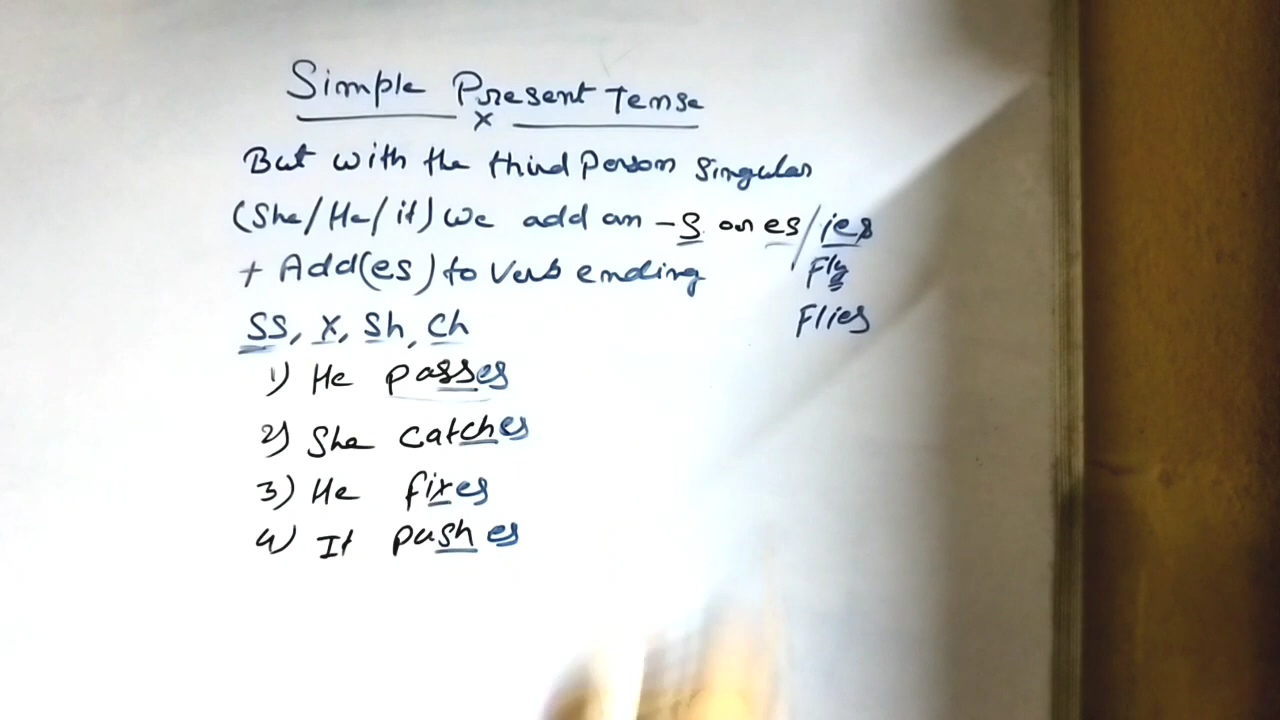 Simple Present Tense
x
But with the third Person Singular
(She/He/it) we add an -S or es/ies
+ Add(es) to Verb ending
Fly
Flies
SS, X, Sh, Ch
1) He passes
2) She catches
3) He fixes
4) It pushes